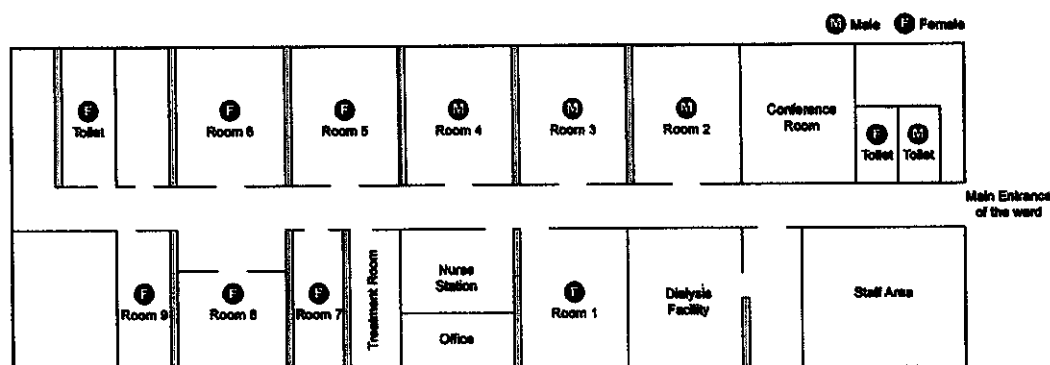 M Male F Female
F
Toilet
F
Room 6
F
Room 5
M
Room 4
M
Room 3
M
Room 2
Conference
Room
F
Toilet
M
Toilet
Main Entrance
of the ward
F
Room 9
F
Room 8
F
Room 7
Treatment Room
Nurse
Station
Office
F
Room 1
Dialysis
Facility
Staff Area